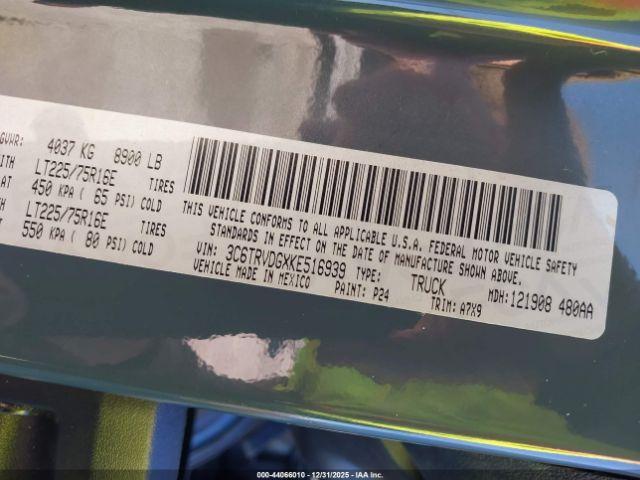 GVWR: 4037 KG 8900 LB
ITH LT225/75R16E TIRES
AT 450 KPA ( 65 PSI) COLD
TH LT225/75R16E TIRES
550 KPA ( 80 PSI) COLD
THIS VEHICLE CONFORMS TO ALL APPLICABLE U.S.A. FEDERAL MOTOR VEHICLE SAFETY
STANDARDS IN EFFECT ON THE DATE OF MANUFACTURE SHOWN ABOVE.
VIN: 3C6TRVDGXKE516939 TYPE: TRUCK MDH:121908 480AA
VEHICLE MADE IN MEXICO PAINT: P24 TRIM: A7X9
000-44066010 - 12/31/2025 - IAA Inc.